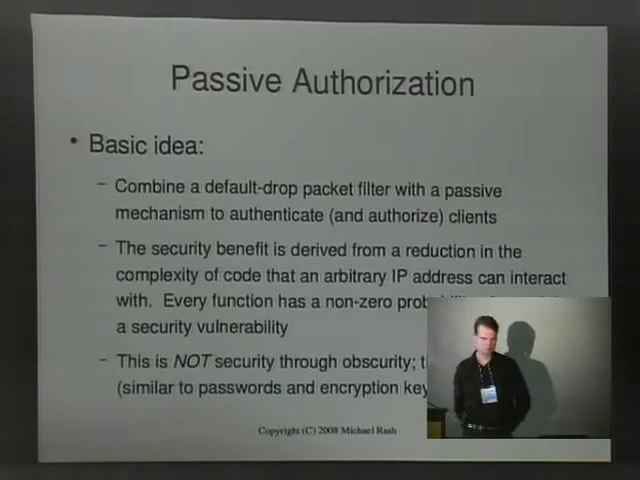 Passive Authorization
• Basic idea:
– Combine a default-drop packet filter with a passive
mechanism to authenticate (and authorize) clients
– The security benefit is derived from a reduction in the
complexity of code that an arbitrary IP address can interact
with. Every function has a non-zero
a security vulnerability
– This is NOT security through obscurity;
(similar to passwords and encryption
Copyright (C) 2008 Michael Rash